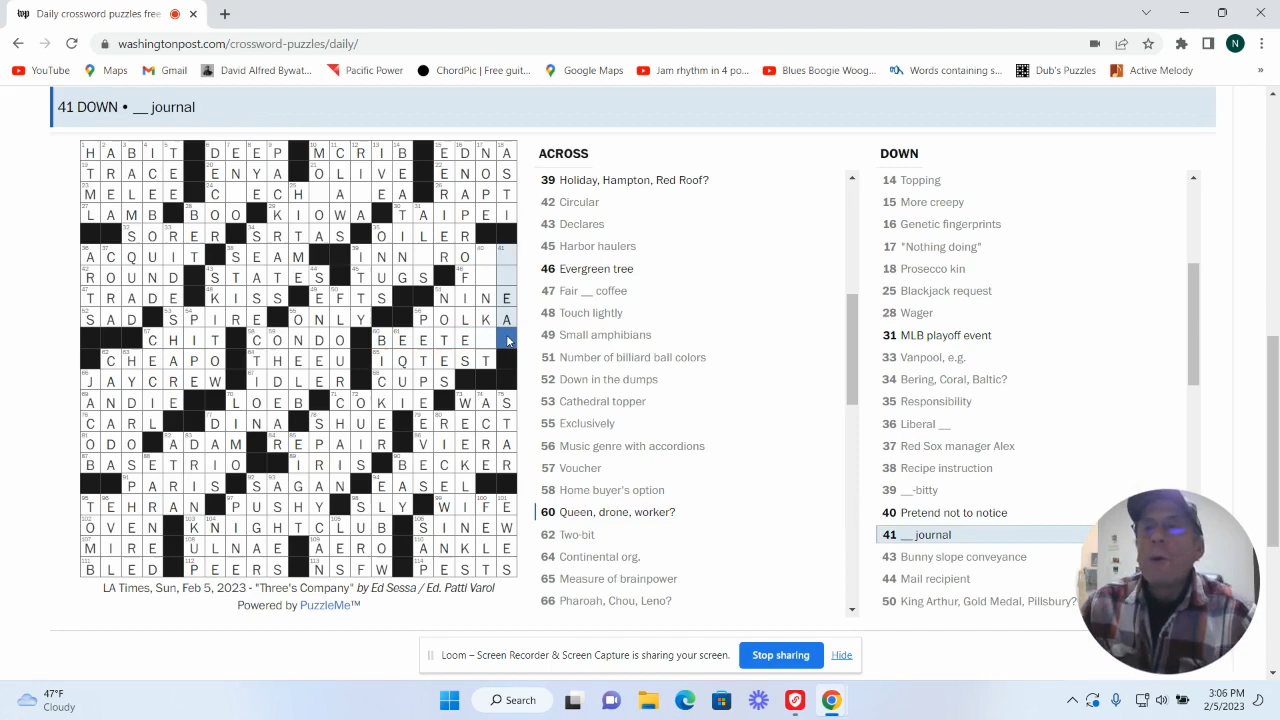 Daily crosswords puzzles free
washingtonpost.com/crossword-puzzles/daily/
N
YouTube
Maps
Gmail
David Alfred Bywat...
Pacific Power
ChordPic | Free guit...
Google Maps
Jam rhythm in 4 po...
Blues Boogie Woog...
Words containing s...
Dub's Puzzles
Active Melody
»
41 DOWN • __ journal
H A B I T D E E P M C R I B E D N A
T R A C E O N Y A O L I V E E N O S
M E L E E C T E C H A L E A R A P T
L A M B B O O K I O W A T A I P E I
S O R E R S R T A S O I L E R
A C Q U I T S E A M I N N T R O
R O U N D S T A T E S T U G S F
T R A D E K I S S E F T S N I N E
S A D S P I R E O N L Y P O L K A
C H I T C O N D O B E E T E
C H E A P O T H E E U I Q T E S T
J A Y C R E W I D L E R C U P S
A N D I E L O E B C O K I E W A S
C A R L D I N A S H U E E R C T
O D O A D A M R E P A I R V I E R A
B A S E T R I O I R I S B E C K E R
P A R I S S A G A N E A S E L
T E H R A N P U S H Y S L Y W I F E
O V E N O N I G H T C L U B S I N E W
M I R E U L N A E A E R O A N K L E
B L E D P E E R S N S F W P E S T S
LA Times, Sun, Feb 5, 2023 - "Three's Company" by Ed Sessa / Ed. Patti Varol
Powered by PuzzleMe™
ACROSS
39 Holiday, Hampton, Red Roof?
42 Circular
43 Declares
45 Harbor haulers
46 Evergreen tree
47 Fair __ coffee
48 Touch lightly
49 Small amphibians
51 Number of billiard ball colors
52 Down in the dumps
53 Cathedral topper
55 Exclusively
56 Music genre with accordions
57 Voucher
58 Home buyer's option
60 Queen, drone, worker?
62 Two-bit
64 Continental org.
65 Measure of brainpower
66 Pharoah, Chou, Leno?
DOWN
14 Topping
15 More creepy
16 Genetic fingerprints
17 "Nothing doing"
18 Prosecco kin
25 Blackjack request
28 Wager
31 MLB playoff event
33 Vanpool, e.g.
34 Bering, Coral, Baltic?
35 Responsibility
36 Liberal __
37 Red Sox manager Alex
38 Recipe instruction
39 __-bitty
40 Pretend not to notice
41 __ journal
43 Bunny slope conveyance
44 Mail recipient
50 King Arthur, Gold Medal, Pillsbury?
Loom – Screen Recorder & Screen Capture is sharing your screen.
Stop sharing
Hide
47°F
Cloudy
Search
3:06 PM
2/5/2023